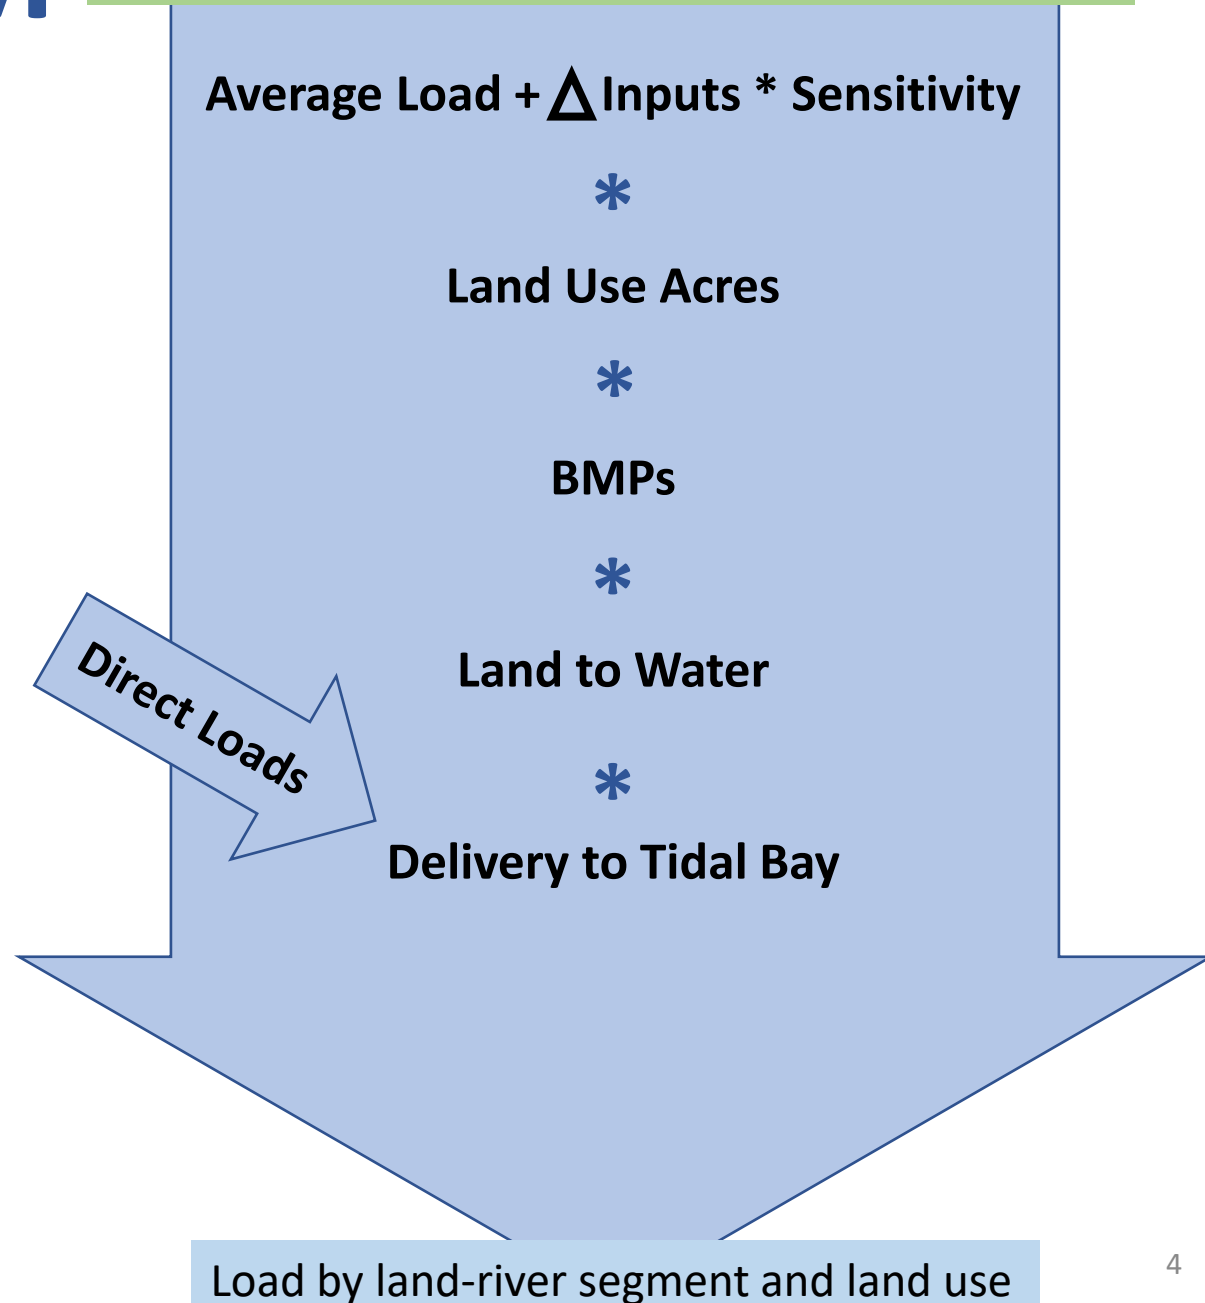 Average Load + Δ Inputs * Sensitivity
*
Land Use Acres
*
BMPs
*
Land to Water
Direct Loads
*
Delivery to Tidal Bay
Load by land-river segment and land use
4